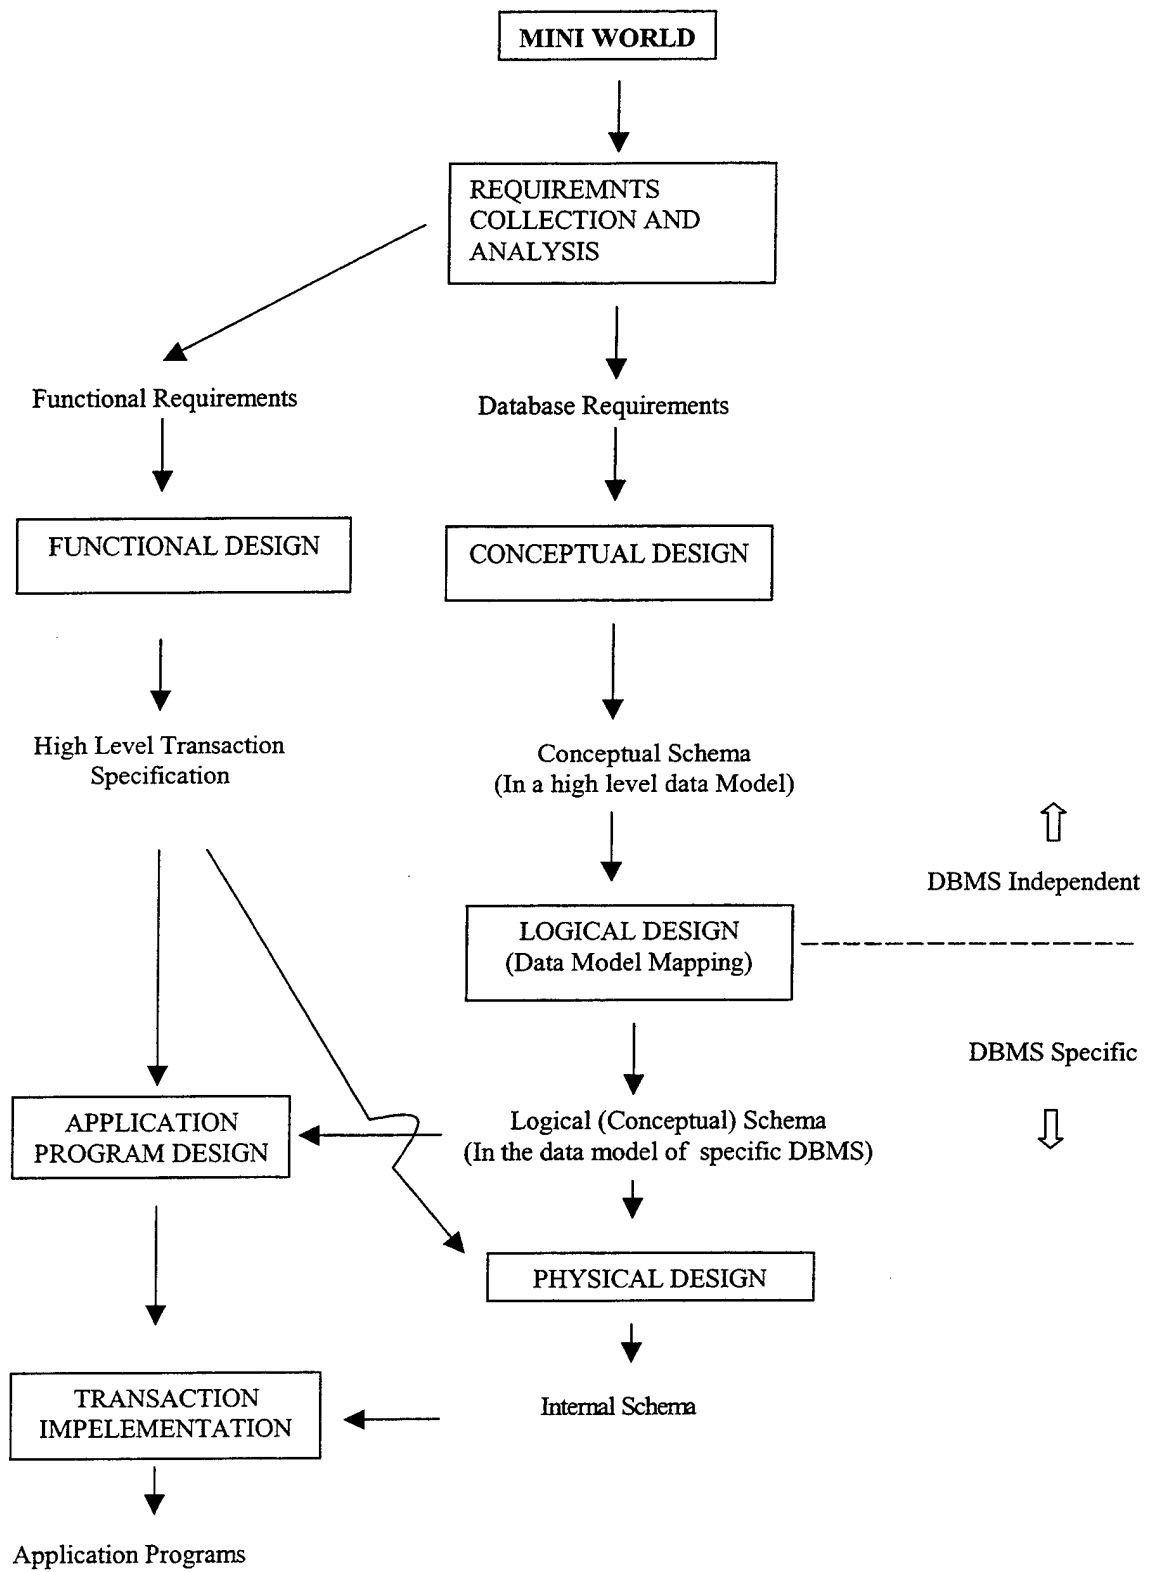 MINI WORLD
REQUIREMNTS
COLLECTION AND
ANALYSIS
Functional Requirements
Database Requirements
FUNCTIONAL DESIGN
CONCEPTUAL DESIGN
High Level Transaction
Specification
Conceptual Schema
(In a high level data Model)
DBMS Independent
LOGICAL DESIGN
(Data Model Mapping)
DBMS Specific
APPLICATION
PROGRAM DESIGN
Logical (Conceptual) Schema
(In the data model of specific DBMS)
PHYSICAL DESIGN
TRANSACTION
IMPELEMENTATION
Internal Schema
Application Programs